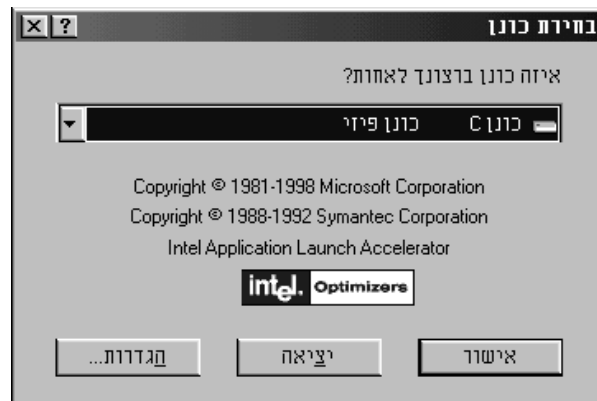 בחירת כונן
איזה כונן ברצונך לאחות?
כונן C כונן פיזי
Copyright © 1981-1998 Microsoft Corporation
Copyright © 1988-1992 Symantec Corporation
Intel Application Launch Accelerator
intel. Optimizers
אישור יציאה הגדרות...